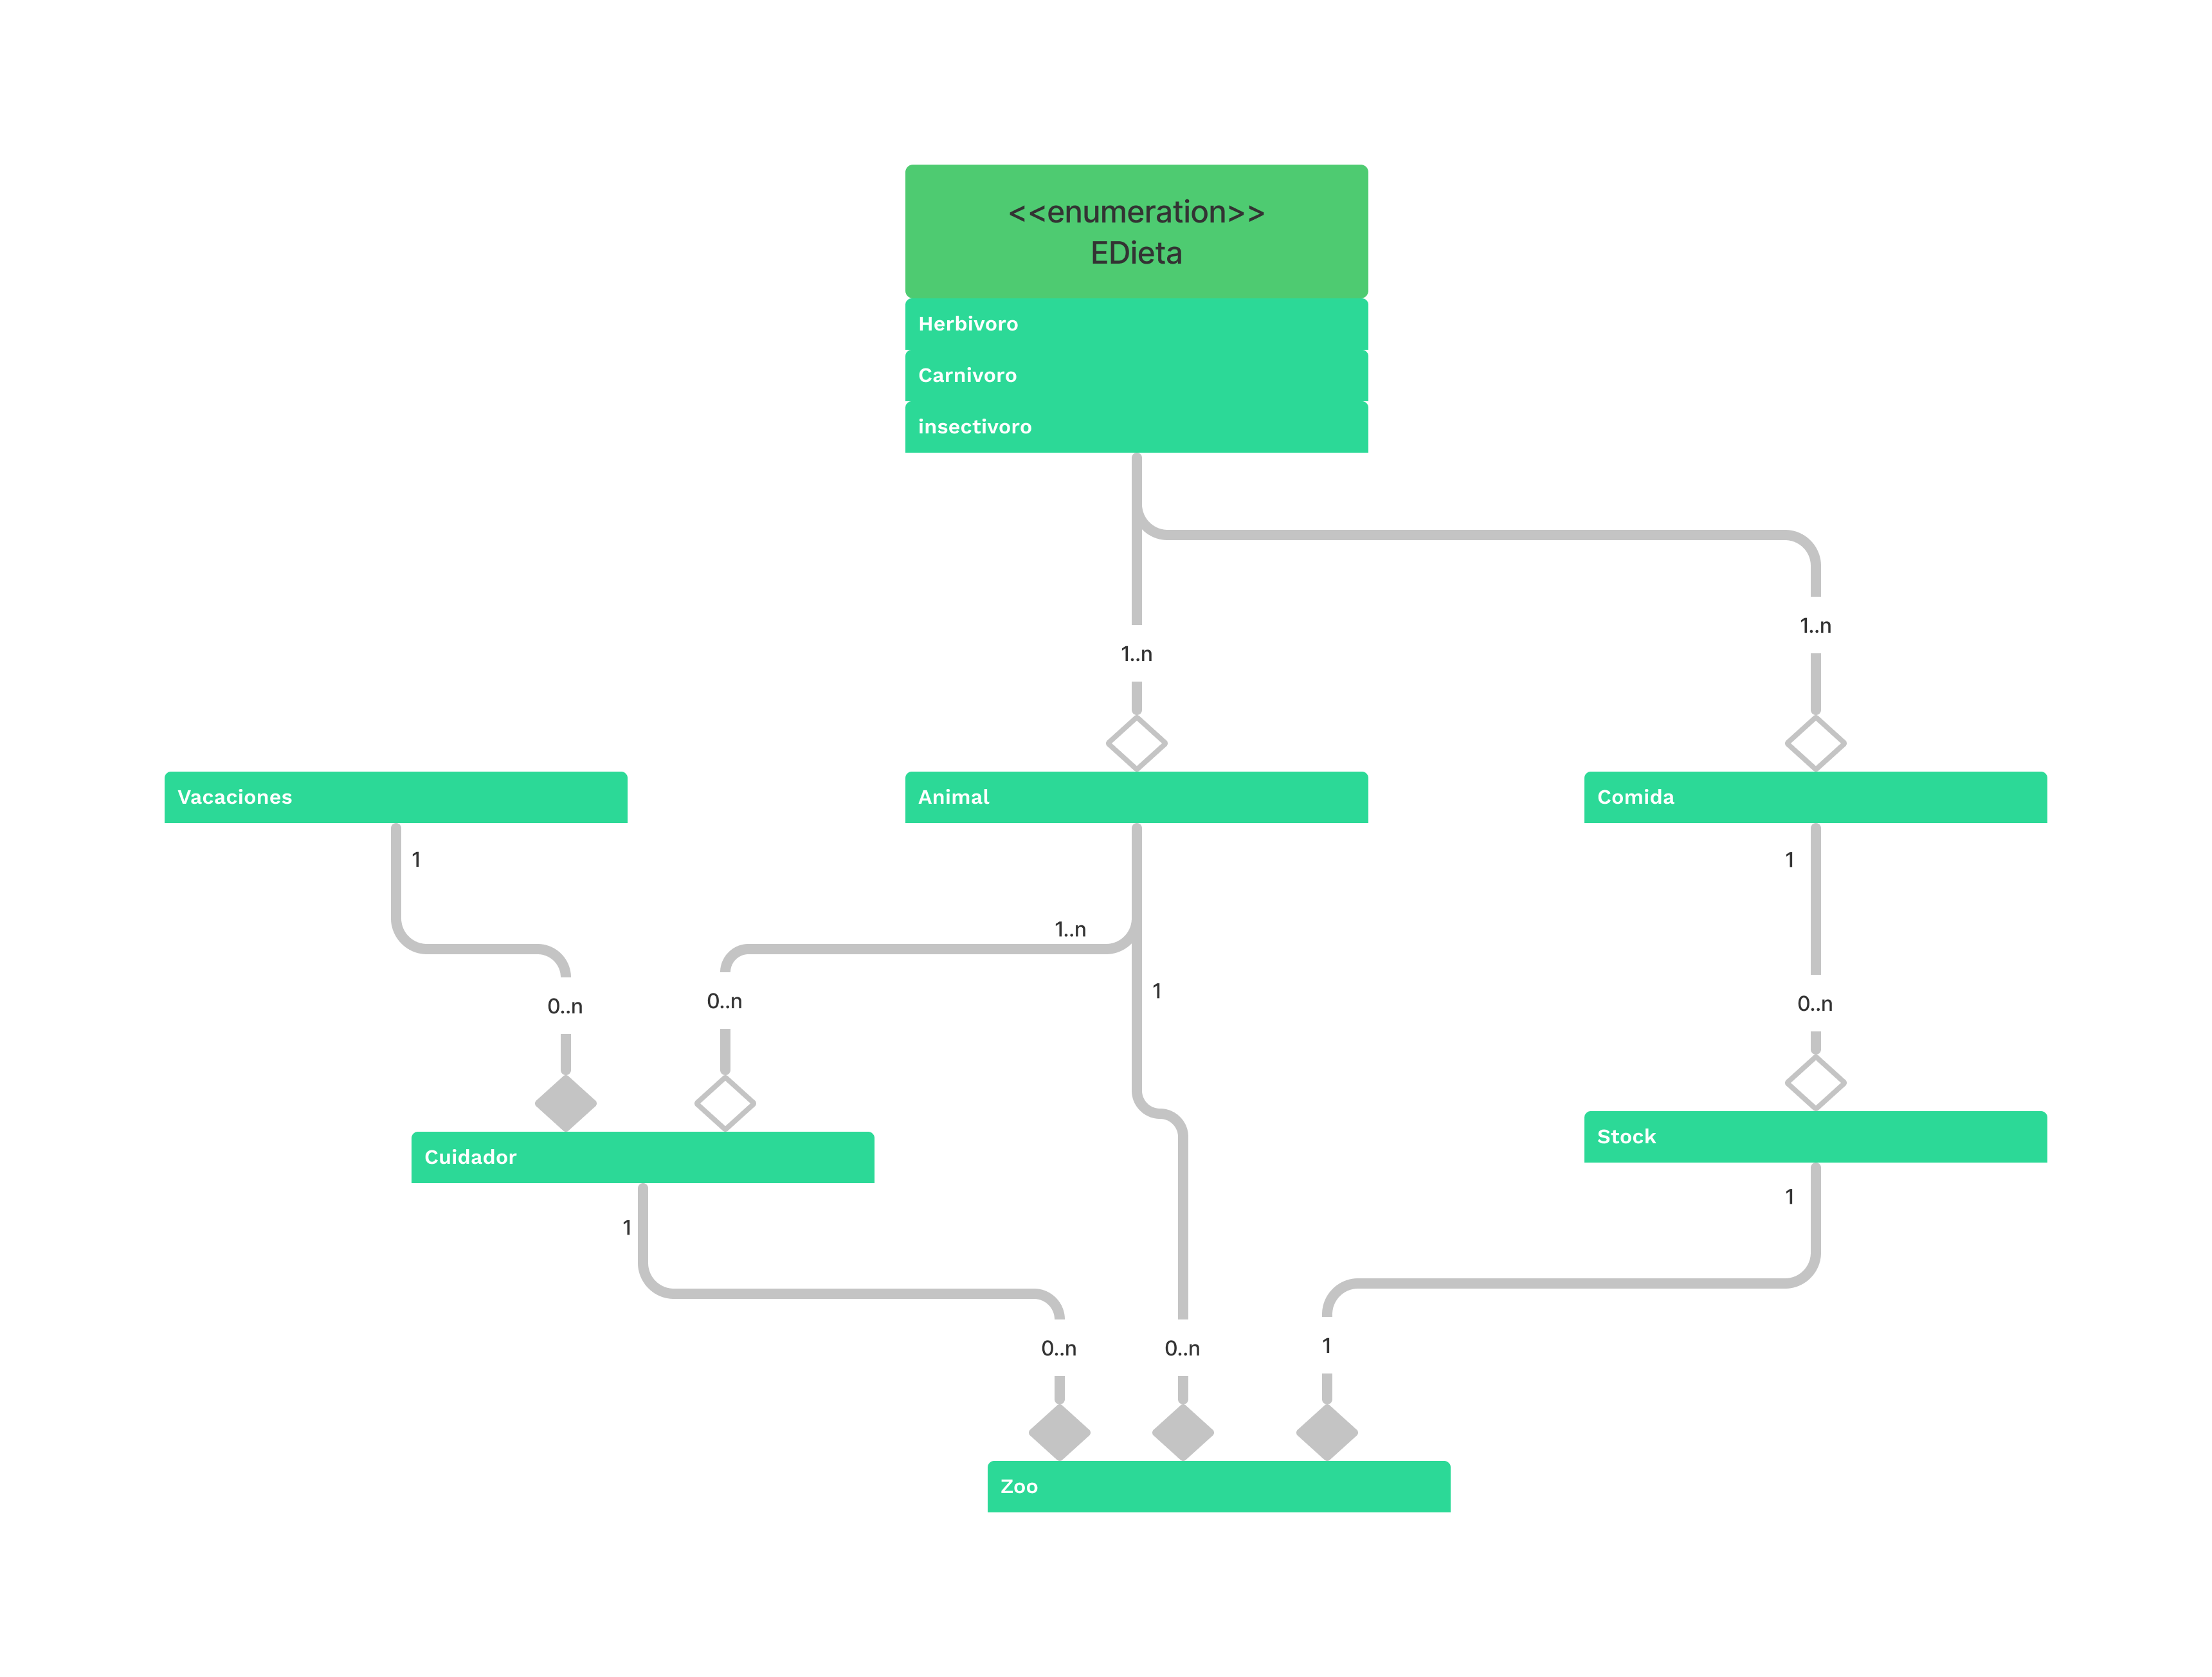 <<enumeration>>
EDieta
Herbivoro
Carnivoro
insectivoro
1..n
1..n
Vacaciones
Animal
Comida
1
1
1..n
0..n
0..n
1
0..n
Cuidador
Stock
1
1
0..n
0..n
1
Zoo